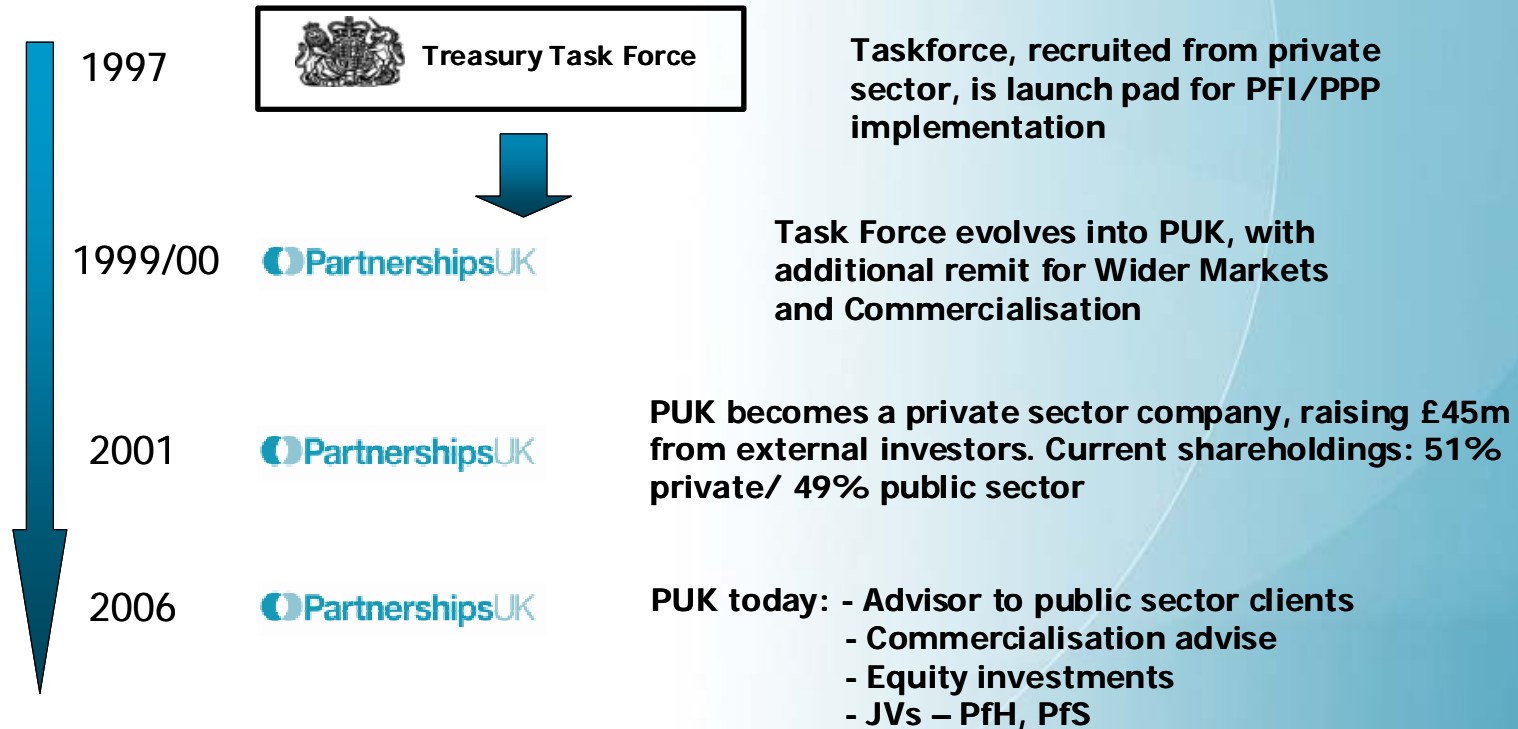 1997
Treasury Task Force
Taskforce, recruited from private
sector, is launch pad for PFI/PPP
implementation
1999/00
PartnershipsUK
Task Force evolves into PUK, with
additional remit for Wider Markets
and Commercialisation
2001
PartnershipsUK
PUK becomes a private sector company, raising £45m
from external investors. Current shareholdings: 51%
private/ 49% public sector
2006
PartnershipsUK
PUK today: - Advisor to public sector clients
- Commercialisation advise
- Equity investments
- JVs – PfH, PfS